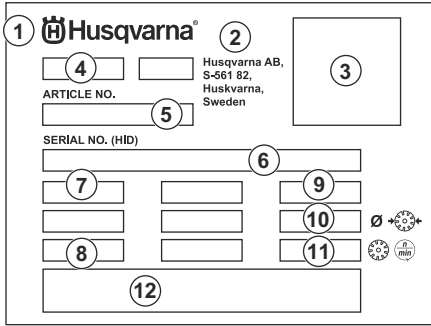 1 Husqvarna®
2
Husqvarna AB,
S-561 82,
Huskvarna,
Sweden
3
4
ARTICLE NO.
5
SERIAL NO. (HID)
6
7 9
10 Ø
8 11 n/min
12